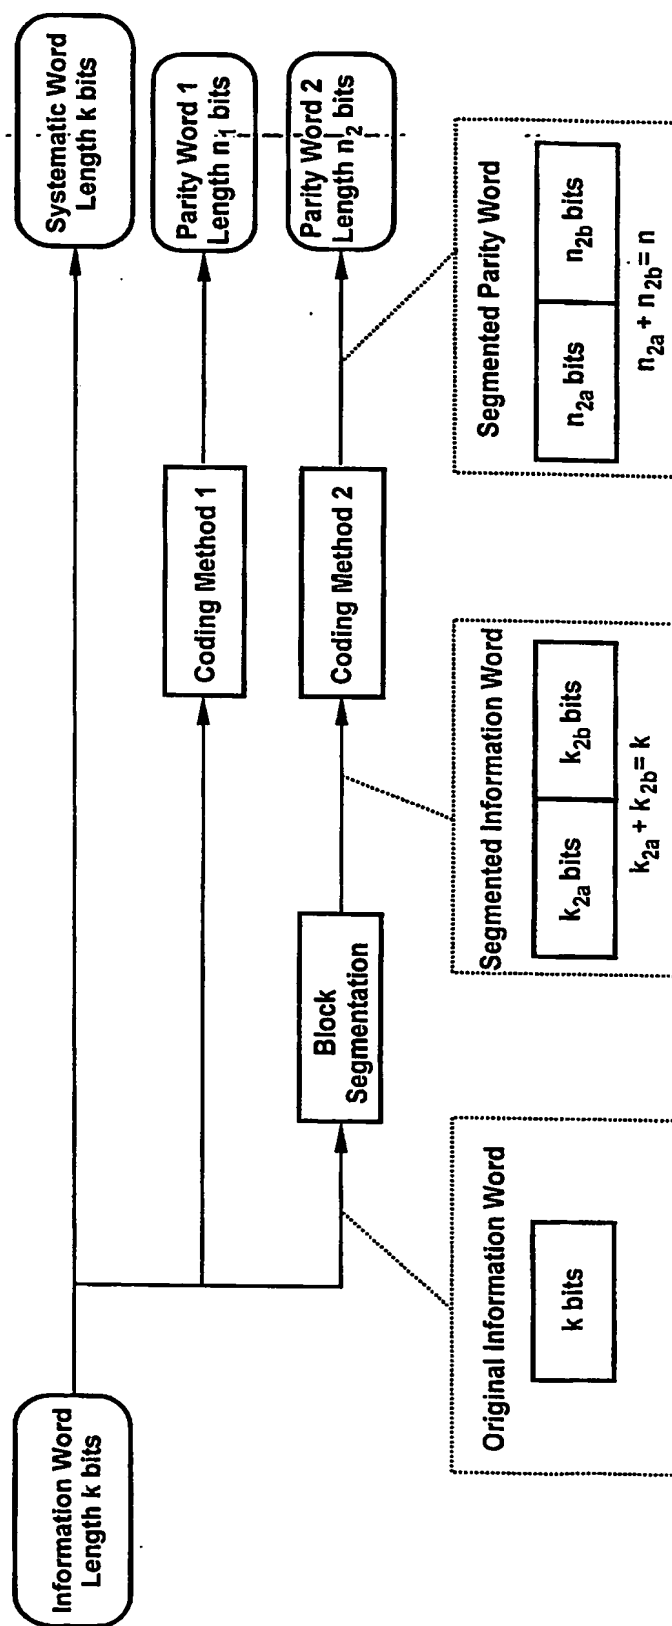 Information Word
Length k bits
Systematic Word
Length k bits
Coding Method 1
Parity Word 1
Length n1 bits
Block
Segmentation
Coding Method 2
Parity Word 2
Length n2 bits
Original Information Word
k bits
Segmented Information Word
k2a bits
k2b bits
k2a + k2b = k
Segmented Parity Word
n2a bits
n2b bits
n2a + n2b = n